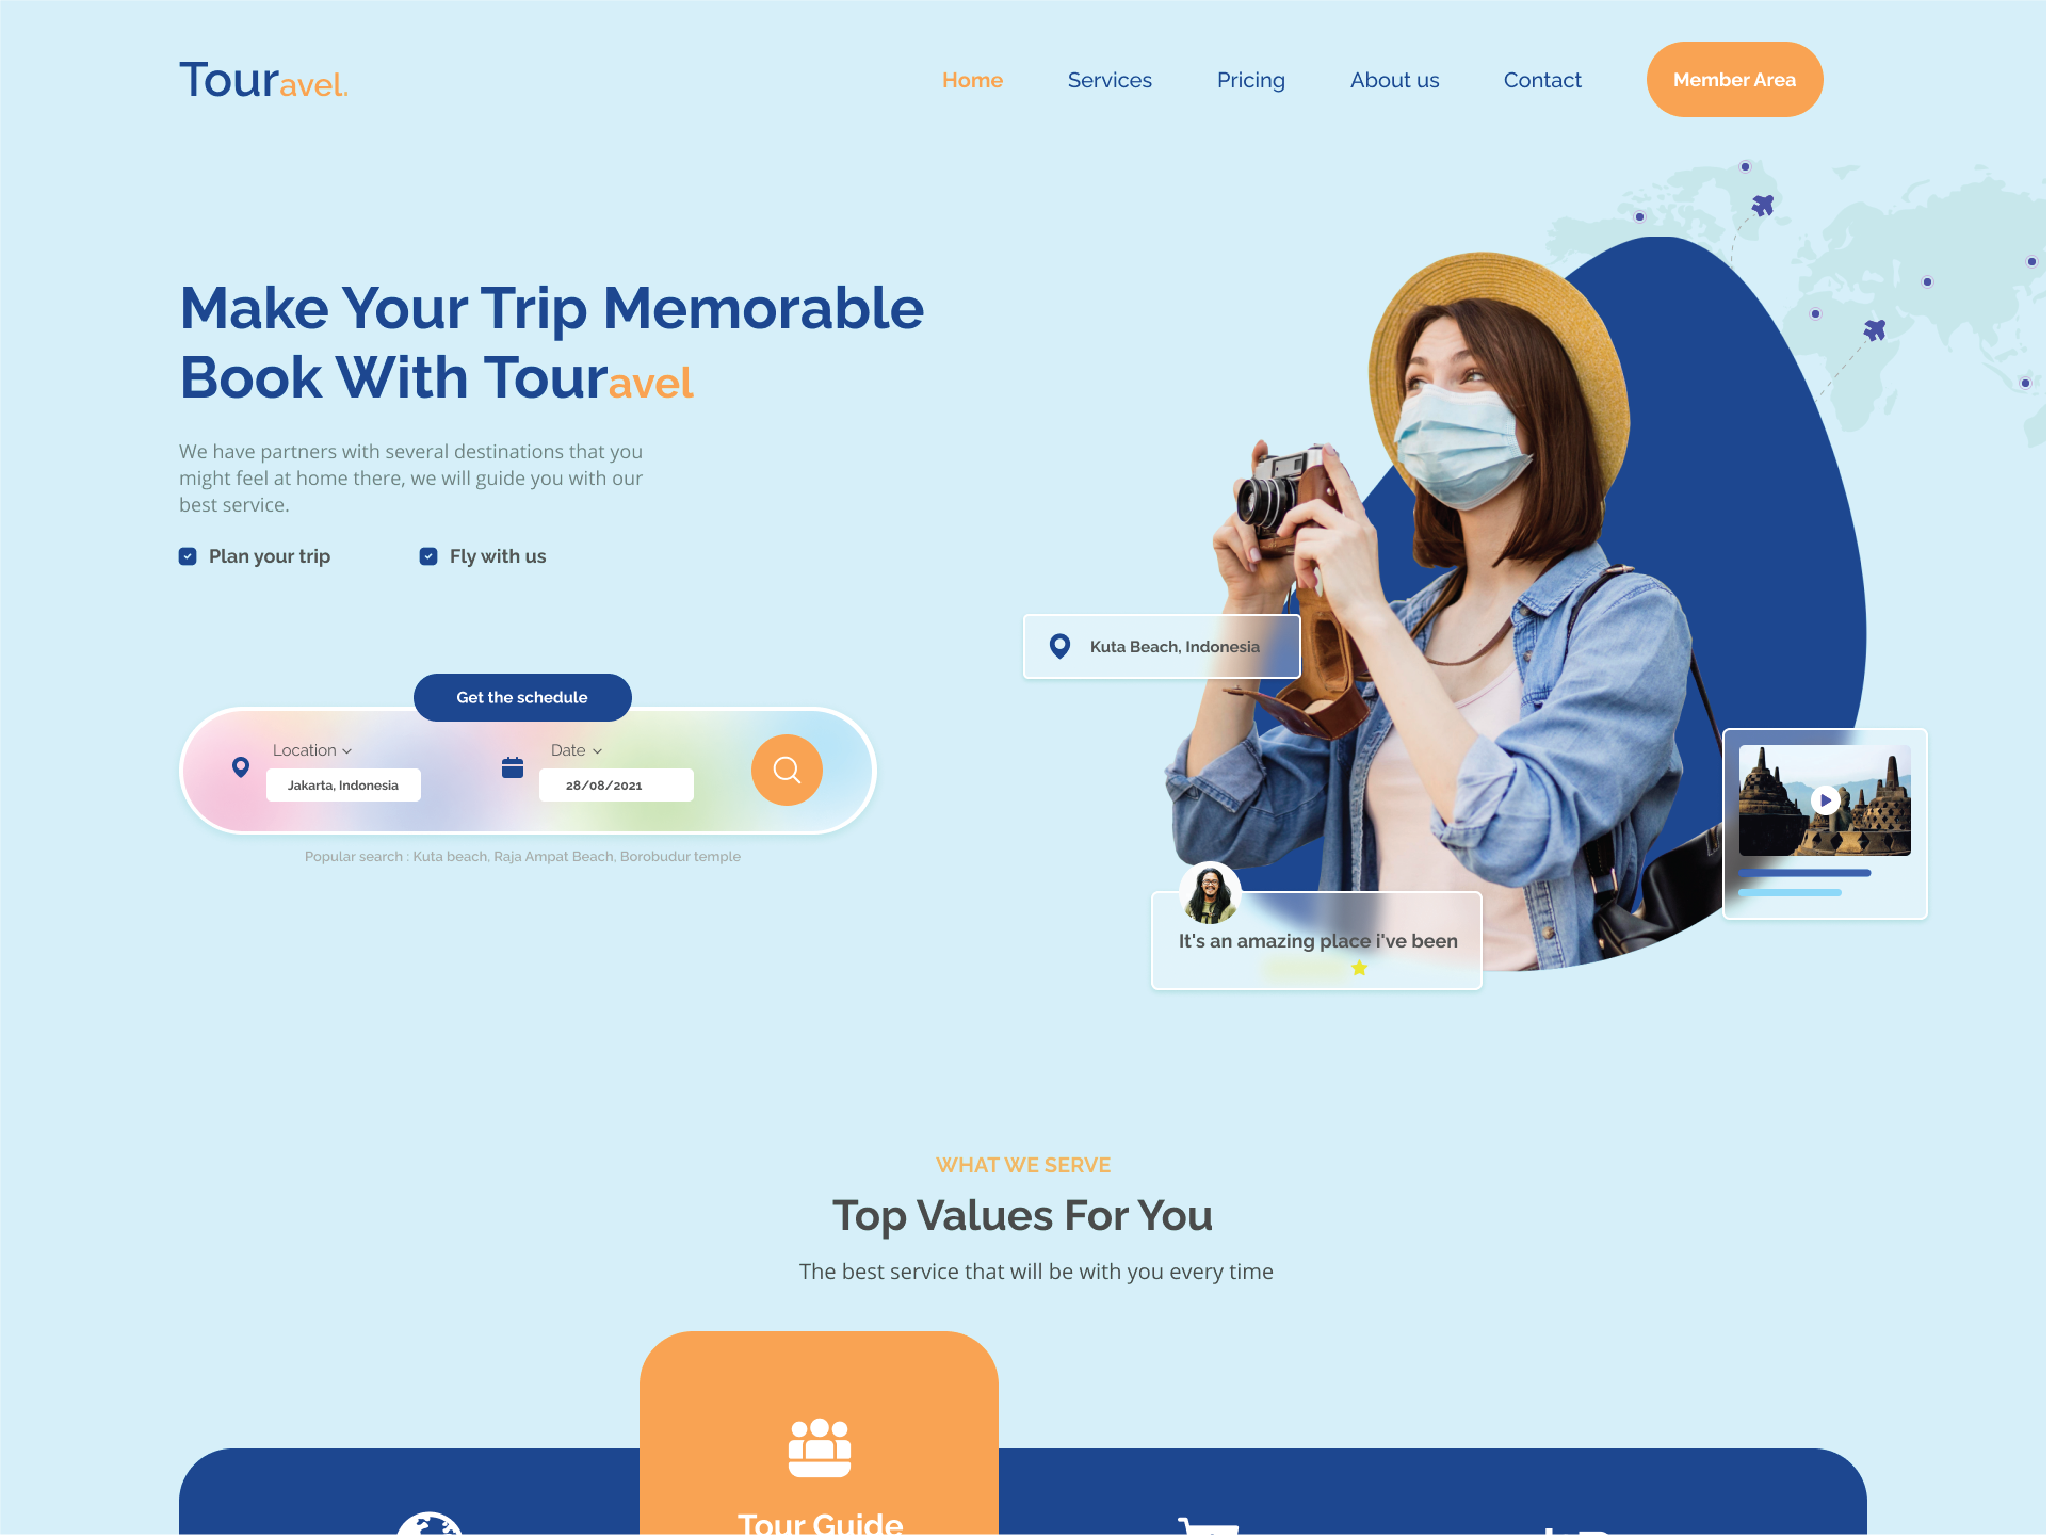 Touravel.
Home Services Pricing About us Contact Member Area
Make Your Trip Memorable
Book With Touravel
We have partners with several destinations that you
might feel at home there, we will guide you with our
best service.
Plan your trip Fly with us
Get the schedule
Location Date
Jakarta, Indonesia 28/08/2021
Popular search : Kuta beach, Raja Ampat Beach, Borobudur temple
Kuta Beach, Indonesia
It's an amazing place i've been
WHAT WE SERVE
Top Values For You
The best service that will be with you every time
Tour Guide